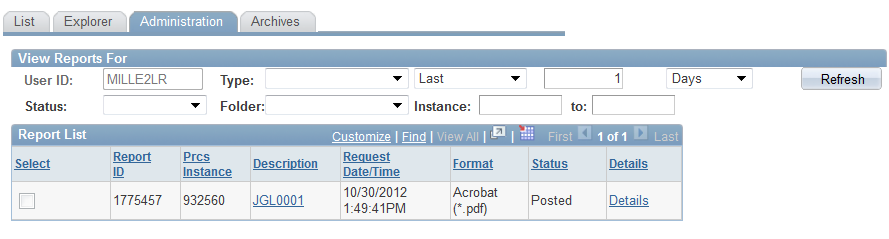 List Explorer Administration Archives
View Reports For
User ID: MILLE2LR Type: Last 1 Days Refresh
Status: Folder: Instance: to:
Report List Customize | Find | View All | | First 1 of 1 Last
Select Report ID Prcs Instance Description Request Date/Time Format Status Details
1775457 932560 JGL0001 10/30/2012 1:49:41PM Acrobat (*.pdf) Posted Details